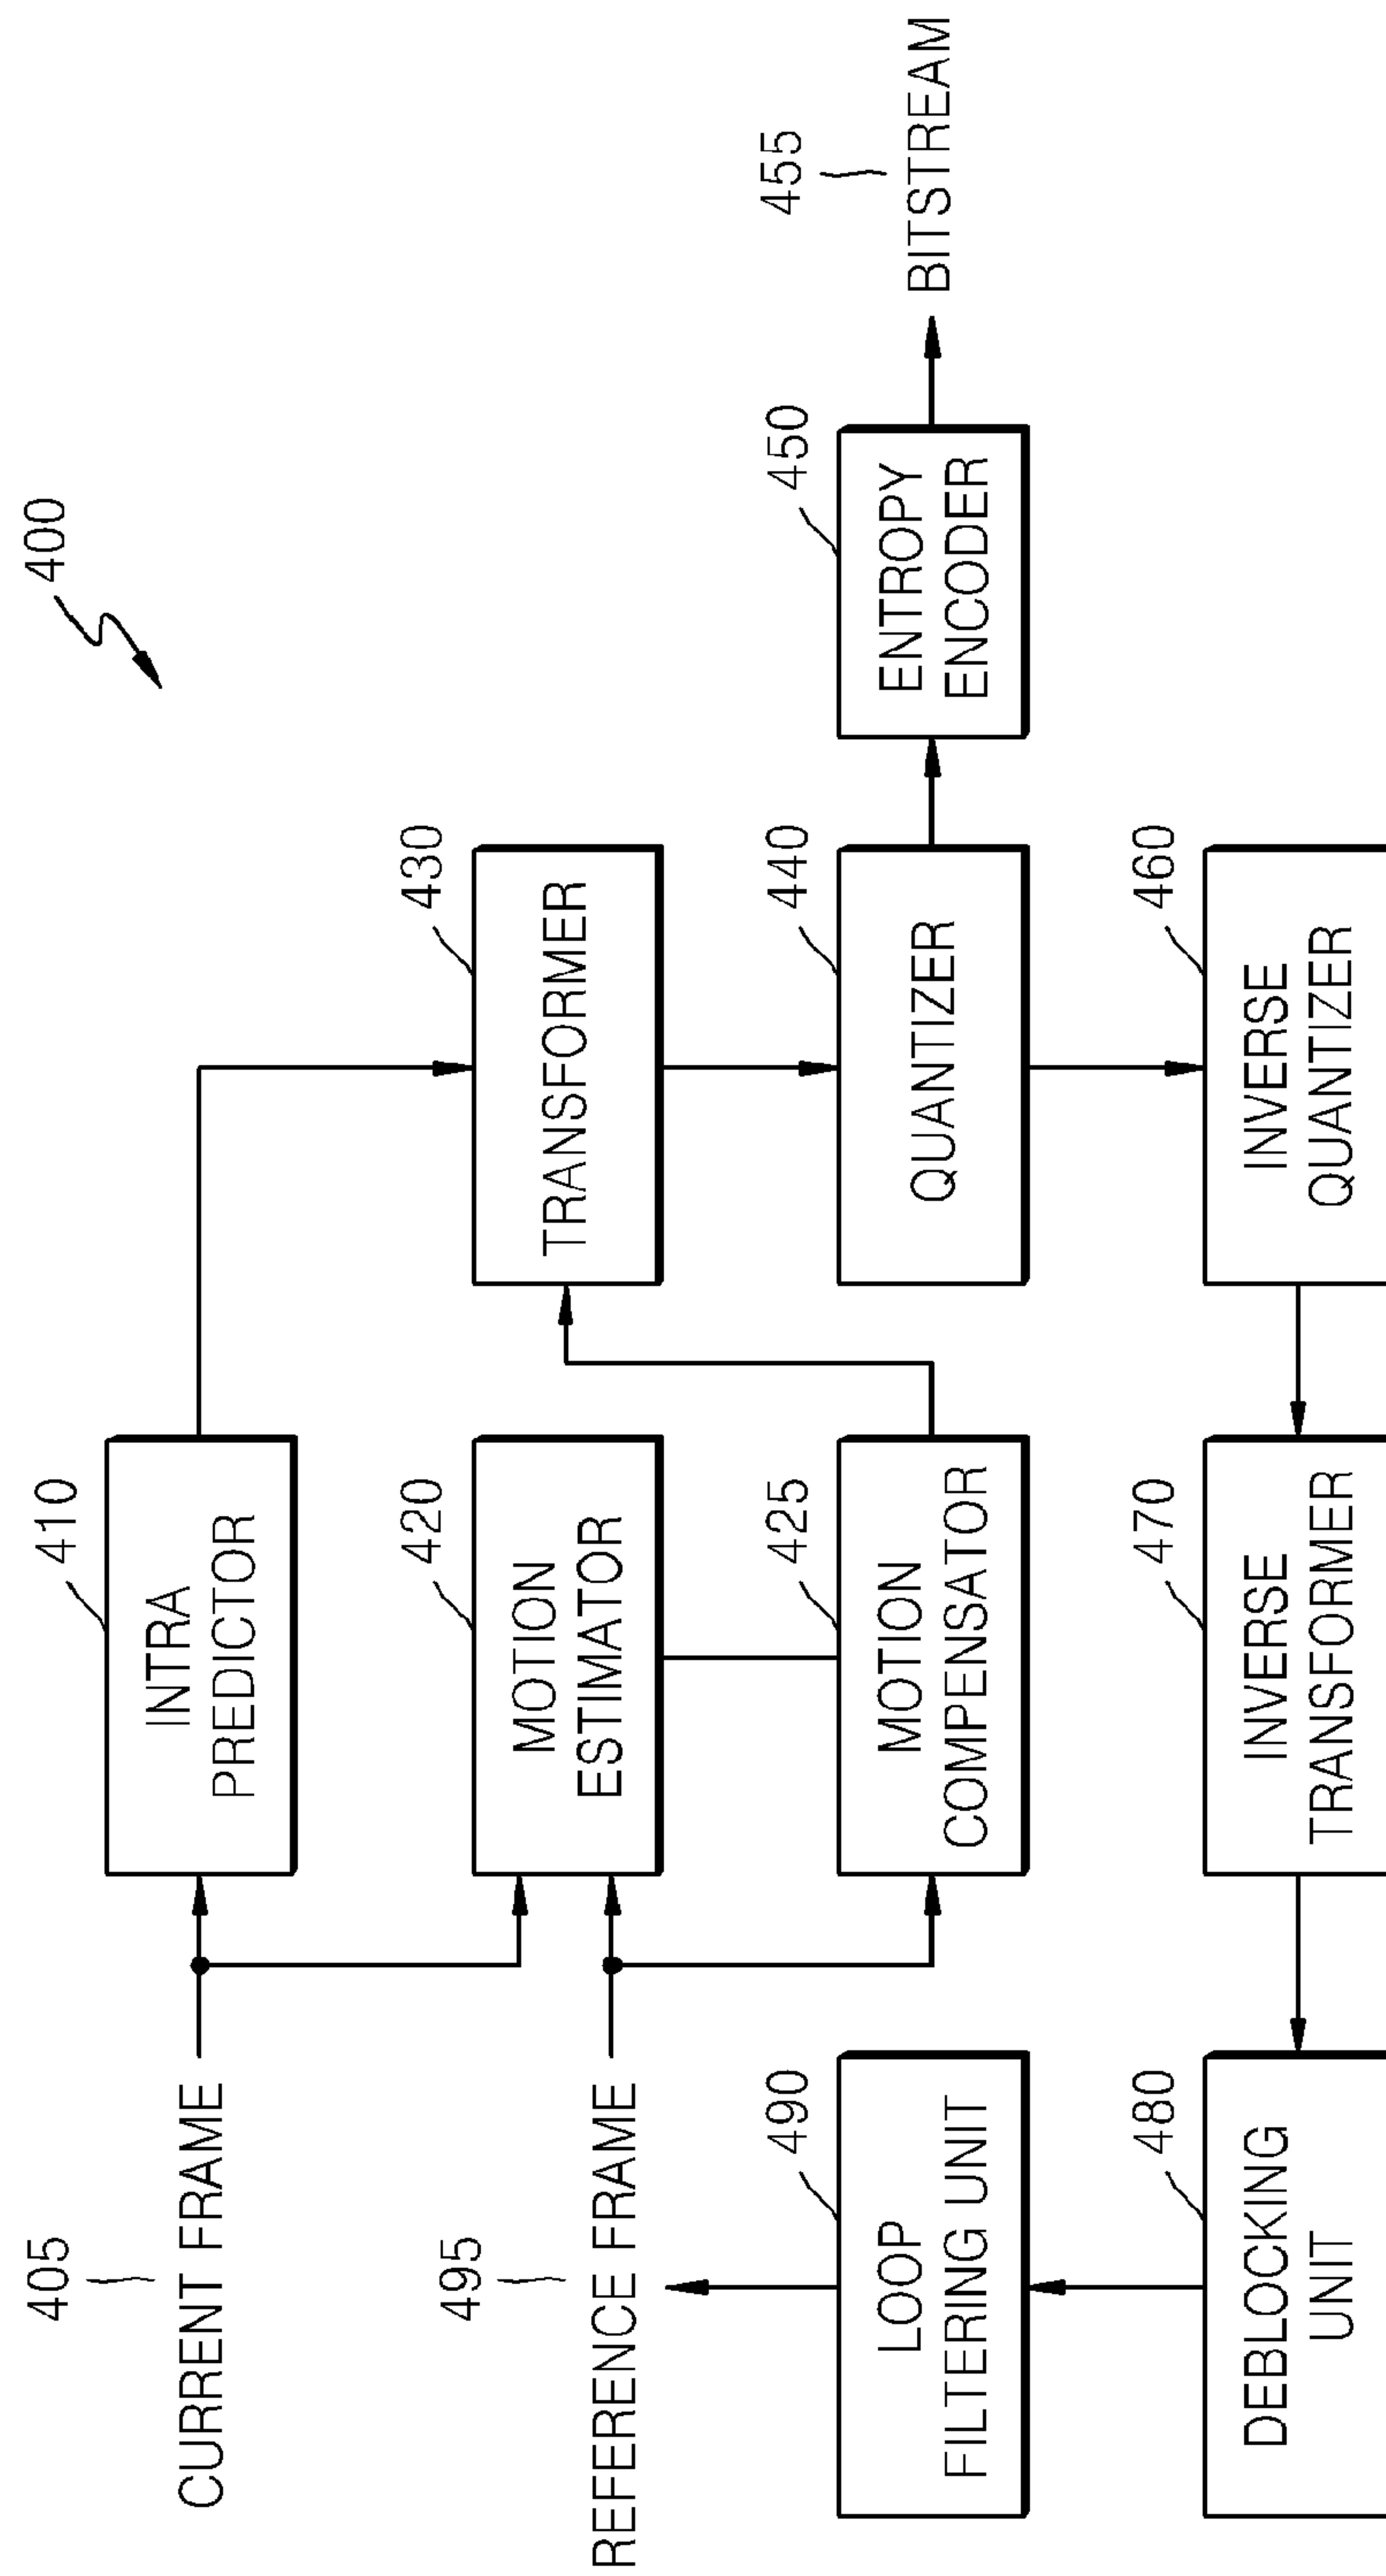 400
405
CURRENT FRAME
410
INTRA
PREDICTOR
495
REFERENCE FRAME
420
MOTION
ESTIMATOR
430
TRANSFORMER
490
LOOP
FILTERING UNIT
425
MOTION
COMPENSATOR
440
QUANTIZER
450
ENTROPY
ENCODER
455
BITSTREAM
480
DEBLOCKING
UNIT
470
INVERSE
TRANSFORMER
460
INVERSE
QUANTIZER